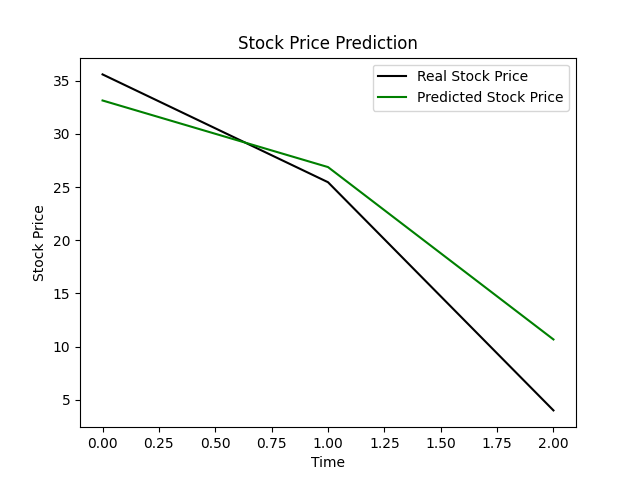 Stock Price Prediction
Real Stock Price
Predicted Stock Price
Stock Price
35
30
25
20
15
10
5
0.00 0.25 0.50 0.75 1.00 1.25 1.50 1.75 2.00
Time